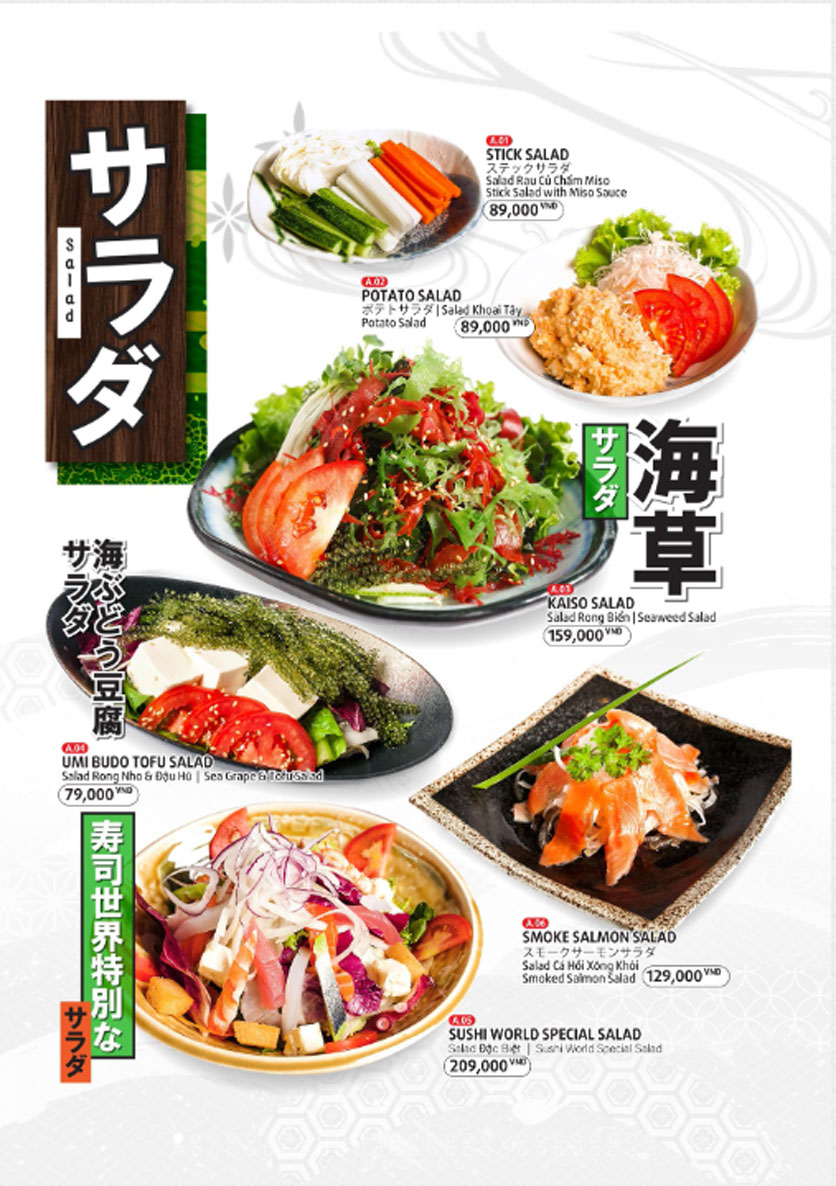 サラダ
Salad
A.01
STICK SALAD
ステックサラダ
Salad Rau Củ Chấm Miso
Stick Salad with Miso Sauce
89,000 VND
A.02
POTATO SALAD
ポテトサラダ | Salad Khoai Tây
Potato Salad
89,000 VND
海草
サラダ
A.03
KAISO SALAD
Salad Rong Biển | Seaweed Salad
159,000 VND
海ぶどう豆腐
サラダ
A.04
UMI BUDO TOFU SALAD
Salad Rong Nho & Đậu Hũ | Sea Grape & Tofu Salad
79,000 VND
寿司世界特別な
サラダ
A.06
SMOKE SALMON SALAD
スモークサーモンサラダ
Salad Cá Hồi Xông Khói
Smoked Salmon Salad
129,000 VND
A.05
SUSHI WORLD SPECIAL SALAD
Salad Đặc Biệt | Sushi World Special Salad
209,000 VND